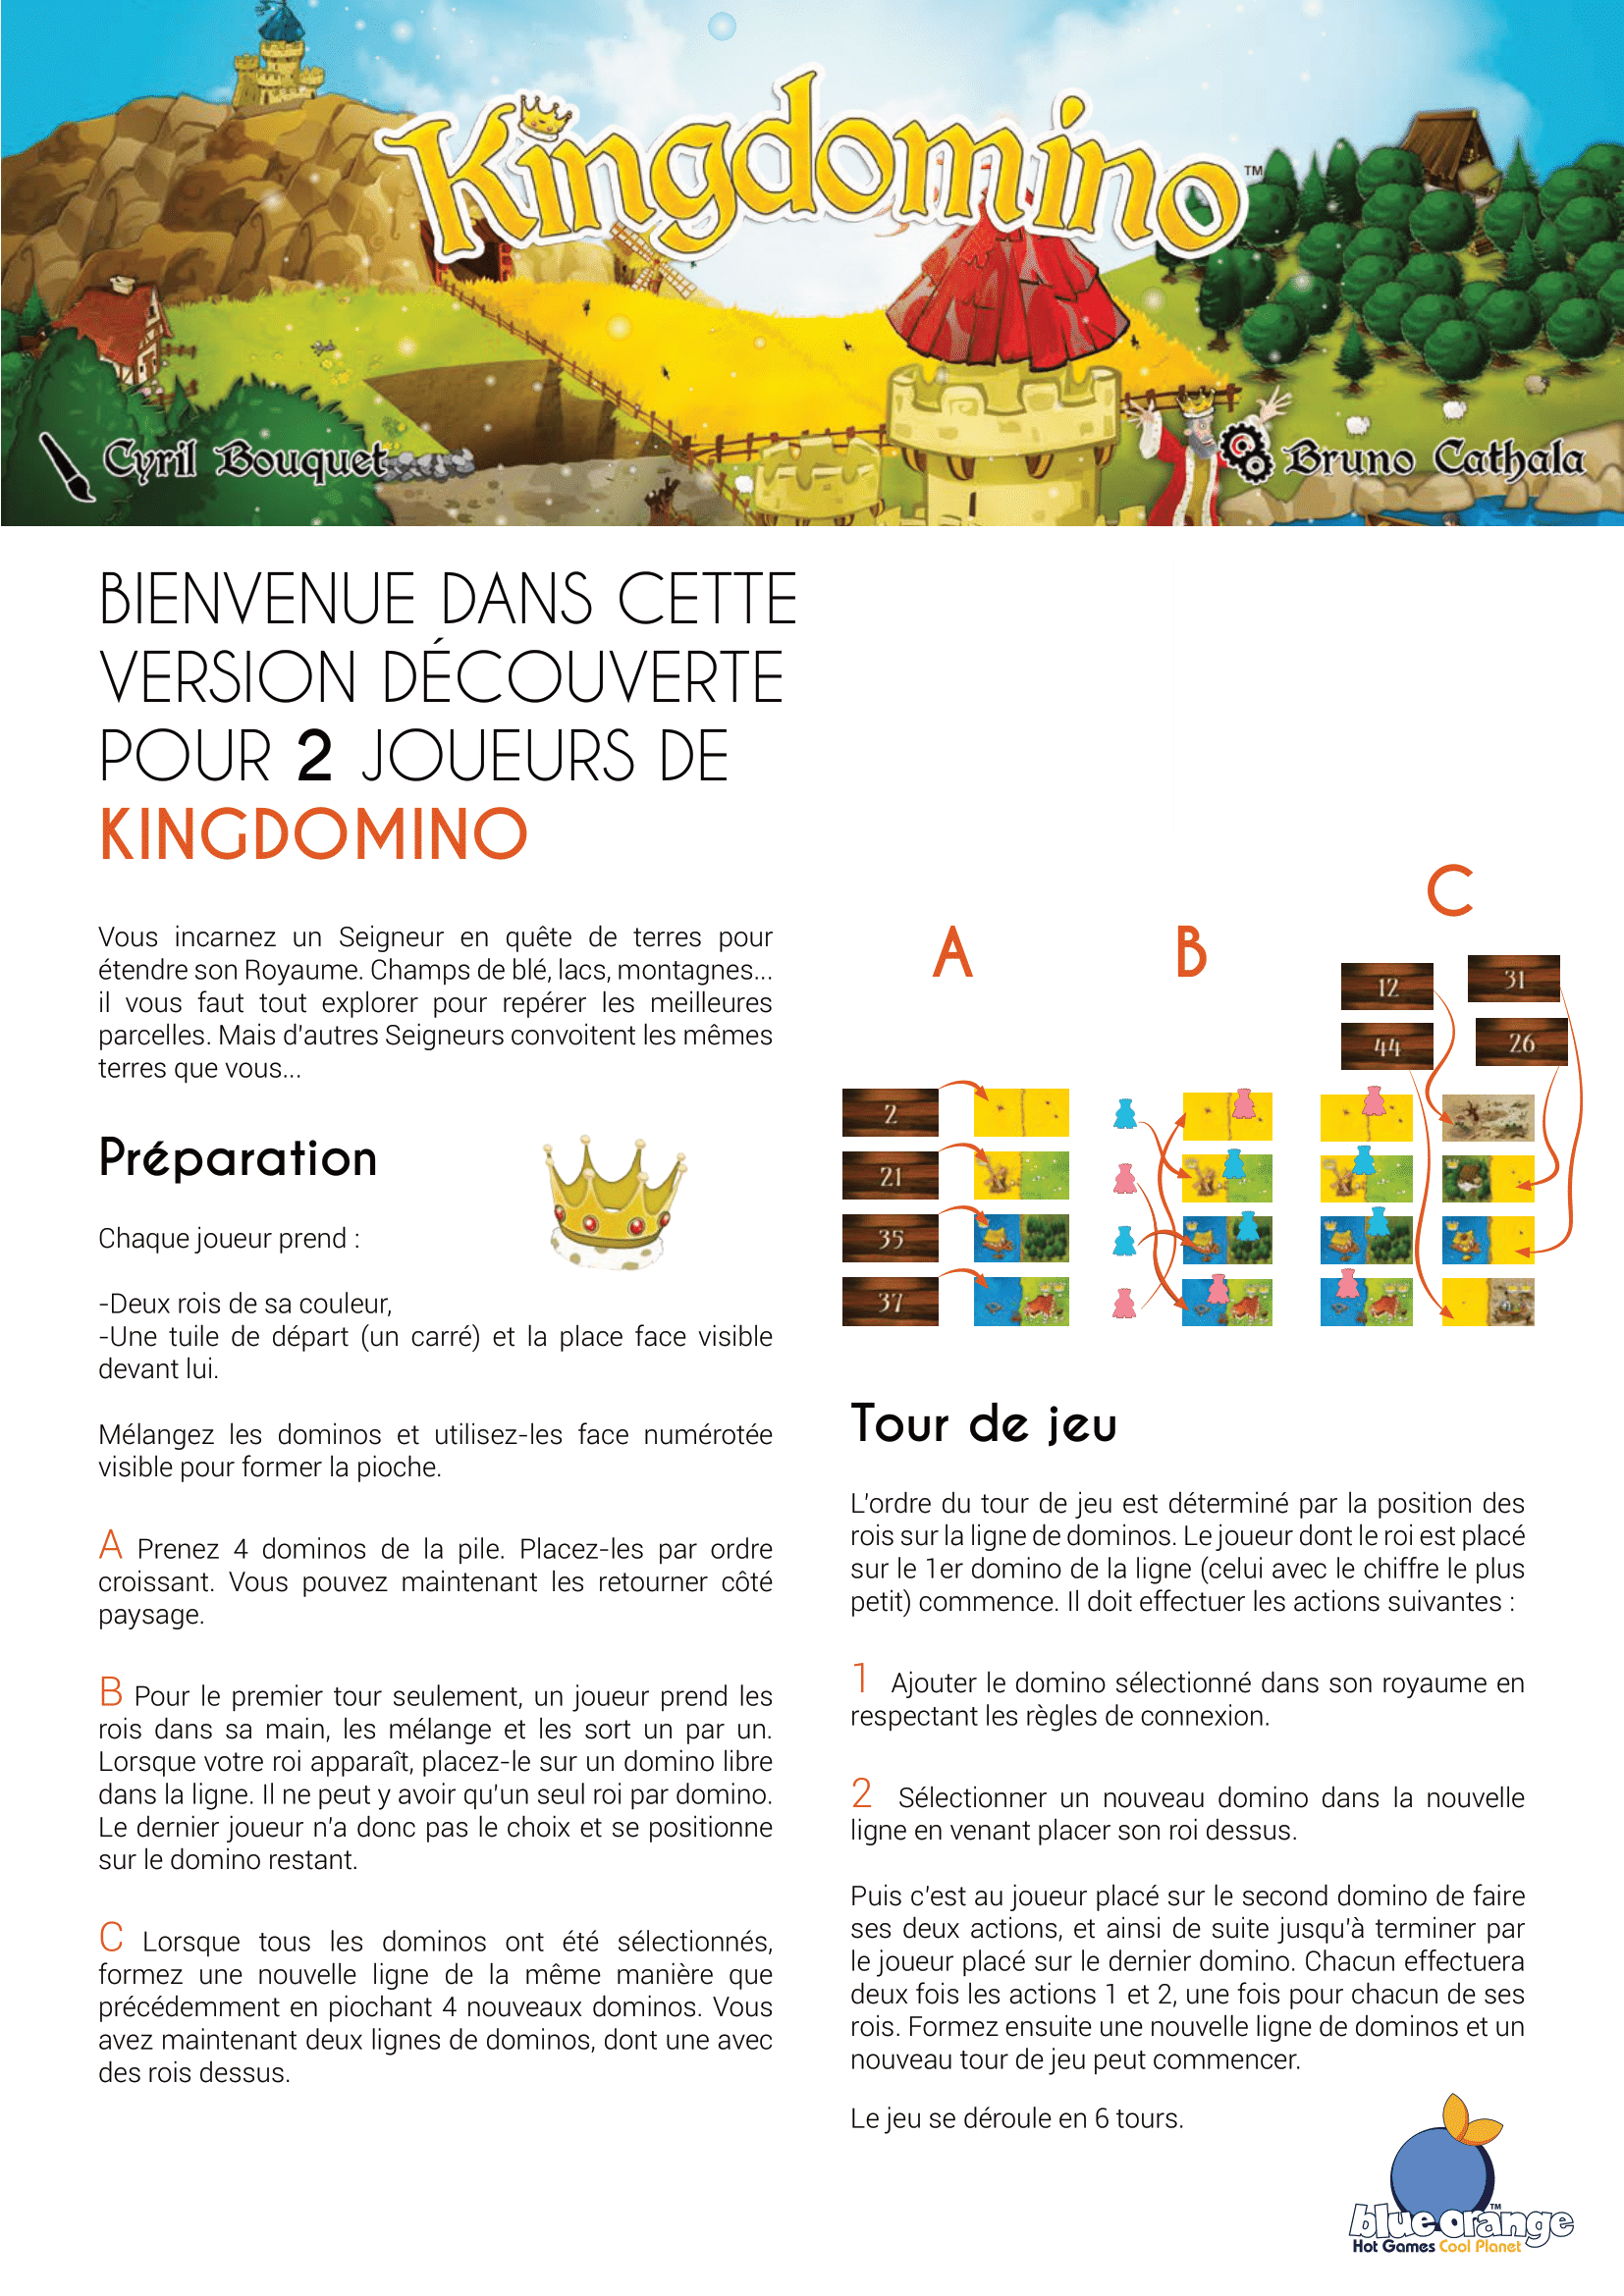 Kingdomino™
Cyril Bouquet
Bruno Cathala
BIENVENUE DANS CETTE
VERSION DÉCOUVERTE
POUR 2 JOUEURS DE
KINGDOMINO
Vous incarnez un Seigneur en quête de terres pour
étendre son Royaume. Champs de blé, lacs, montagnes...
il vous faut tout explorer pour repérer les meilleures
parcelles. Mais d'autres Seigneurs convoitent les mêmes
terres que vous...
Préparation
Chaque joueur prend :
-Deux rois de sa couleur,
-Une tuile de départ (un carré) et la place face visible
devant lui.
Mélangez les dominos et utilisez-les face numérotée
visible pour former la pioche.
A Prenez 4 dominos de la pile. Placez-les par ordre
croissant. Vous pouvez maintenant les retourner côté
paysage.
B Pour le premier tour seulement, un joueur prend les
rois dans sa main, les mélange et les sort un par un.
Lorsque votre roi apparaît, placez-le sur un domino libre
dans la ligne. Il ne peut y avoir qu'un seul roi par domino.
Le dernier joueur n'a donc pas le choix et se positionne
sur le domino restant.
C Lorsque tous les dominos ont été sélectionnés,
formez une nouvelle ligne de la même manière que
précédemment en piochant 4 nouveaux dominos. Vous
avez maintenant deux lignes de dominos, dont une avec
des rois dessus.
A
B
C
12
31
44
26
2
21
35
37
Tour de jeu
L'ordre du tour de jeu est déterminé par la position des
rois sur la ligne de dominos. Le joueur dont le roi est placé
sur le 1er domino de la ligne (celui avec le chiffre le plus
petit) commence. Il doit effectuer les actions suivantes :
1 Ajouter le domino sélectionné dans son royaume en
respectant les règles de connexion.
2 Sélectionner un nouveau domino dans la nouvelle
ligne en venant placer son roi dessus.
Puis c'est au joueur placé sur le second domino de faire
ses deux actions, et ainsi de suite jusqu'à terminer par
le joueur placé sur le dernier domino. Chacun effectuera
deux fois les actions 1 et 2, une fois pour chacun de ses
rois. Formez ensuite une nouvelle ligne de dominos et un
nouveau tour de jeu peut commencer.
Le jeu se déroule en 6 tours.
blue orange™
Hot Games Cool Planet